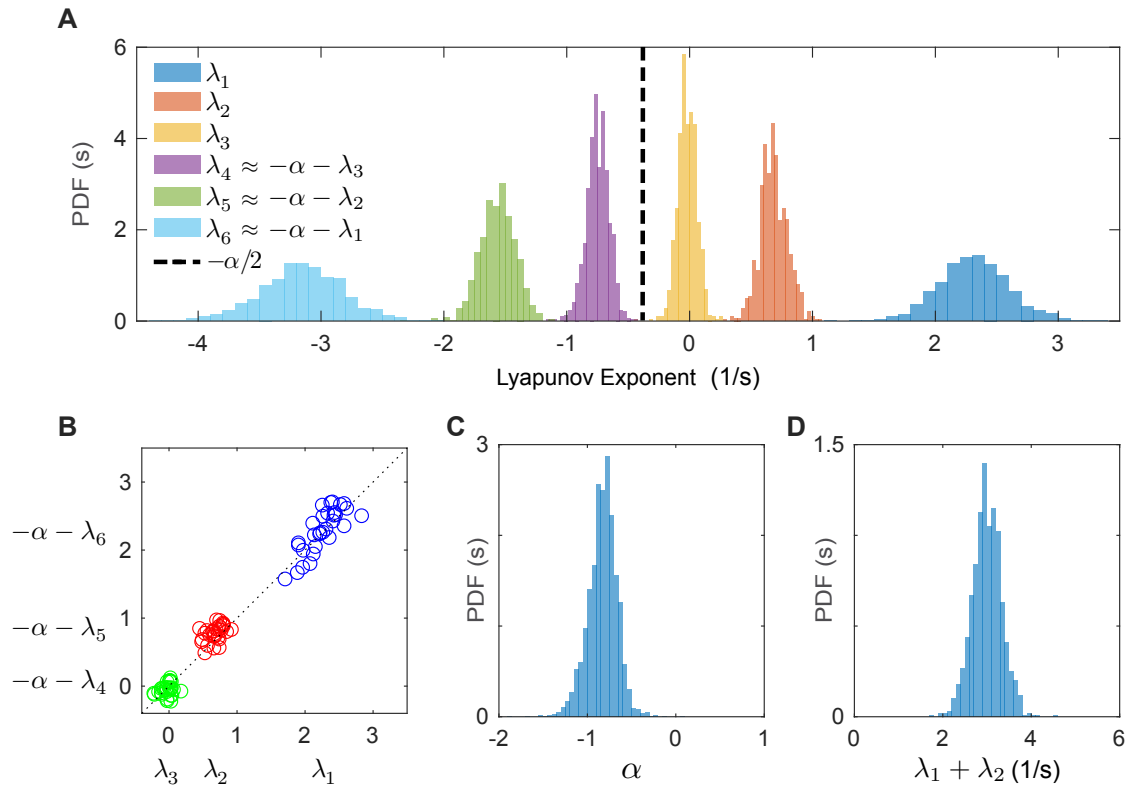 A
PDF (s)
6
4
2
0
λ₁
λ₂
λ₃
λ₄ ≈ −α − λ₃
λ₅ ≈ −α − λ₂
λ₆ ≈ −α − λ₁
−α/2
-4 -3 -2 -1 0 1 2 3
Lyapunov Exponent (1/s)
B
3
2
1
0
−α − λ₆
−α − λ₅
−α − λ₄
0 1 2 3
λ₃ λ₂ λ₁
C
PDF (s)
3
0
-2 -1 0 1
α
D
PDF (s)
1.5
0
0 2 4 6
λ₁ + λ₂ (1/s)